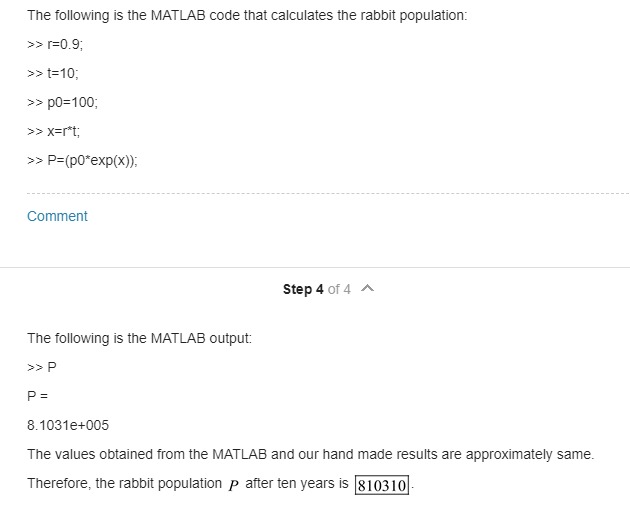 The following is the MATLAB code that calculates the rabbit population:
>> r=0.9;
>> t=10;
>> p0=100;
>> x=r*t;
>> P=(p0*exp(x));
Comment
Step 4 of 4
The following is the MATLAB output:
>> P
P =
8.1031e+005
The values obtained from the MATLAB and our hand made results are approximately same.
Therefore, the rabbit population P after ten years is 810310.